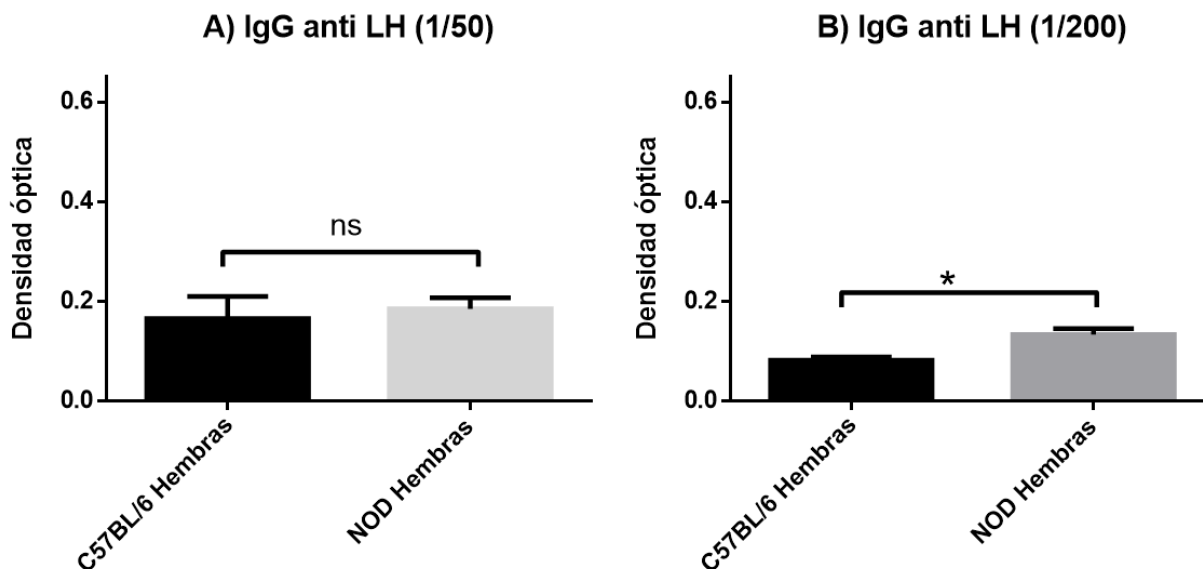 A) IgG anti LH (1/50)
Densidad óptica
0.6
0.4
0.2
0.0
ns
C57BL/6 Hembras
NOD Hembras
B) IgG anti LH (1/200)
Densidad óptica
0.6
0.4
0.2
0.0
*
C57BL/6 Hembras
NOD Hembras